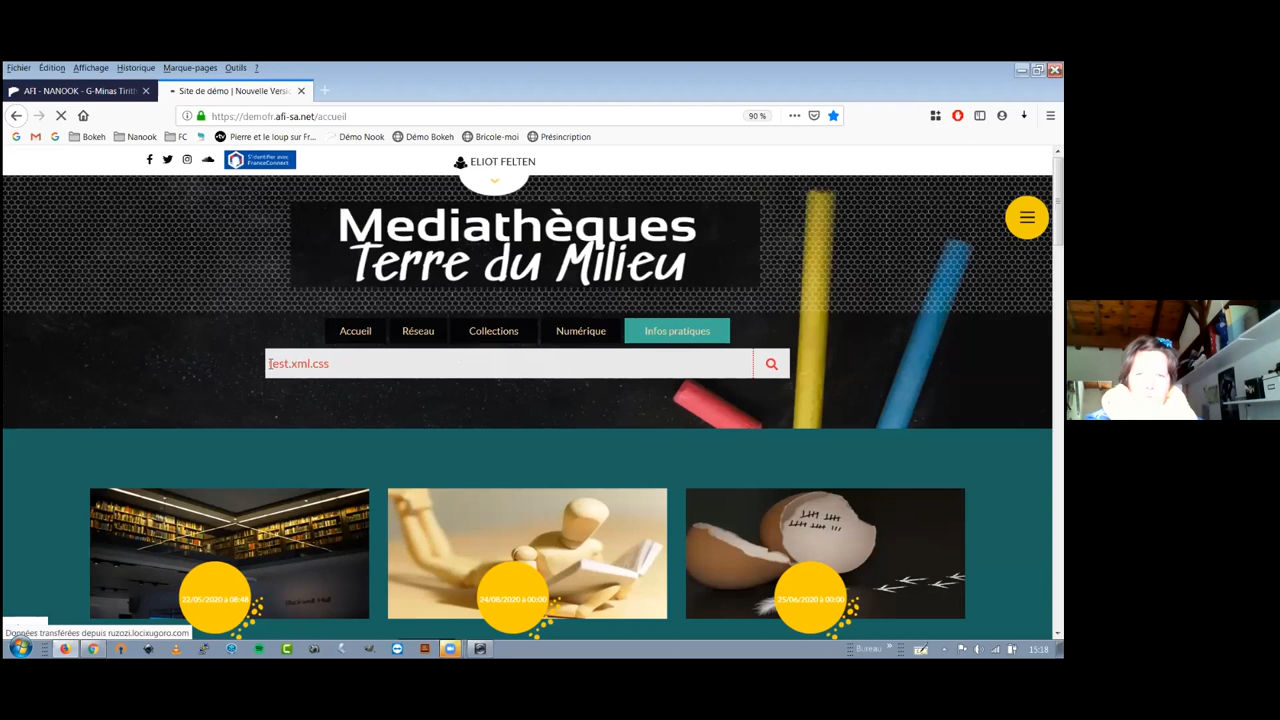 Fichier Édition Affichage Historique Marque-pages Outils ?
AFI - NANOOK - G-Minas Tirith
Site de démo | Nouvelle Versio
https://demofr.afi-sa.net/accueil
90 %
Bokeh Nanook FC Pierre et le loup sur Fr... Démo Nook Démo Bokeh Bricole-moi Présincription
S'identifier avec
FranceConnect
ELIOT FELTEN
Mediathèques
Terre du Milieu
Accueil Réseau Collections Numérique Infos pratiques
Test.xml.css
22/05/2020 à 08:48
24/08/2020 à 00:00
25/06/2020 à 00:00
Données transférées depuis ruzozi.locixugoro.com
Bureau
15:18